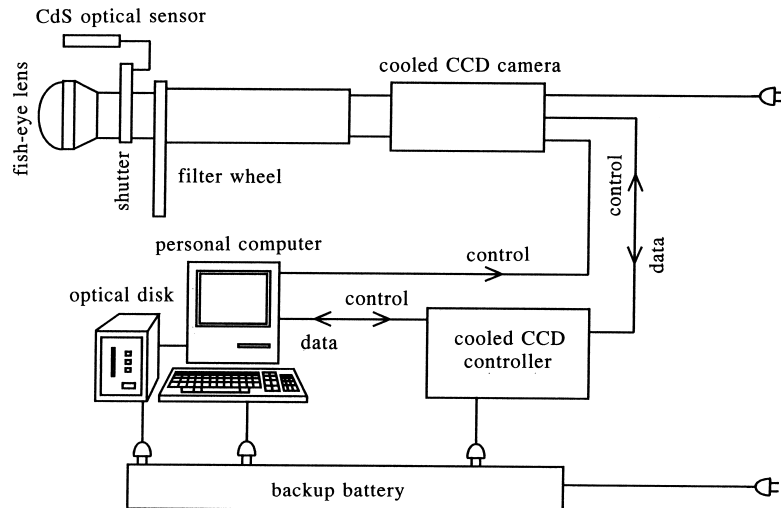 CdS optical sensor
cooled CCD camera
fish-eye lens
shutter
filter wheel
control
data
personal computer
control
optical disk
control
data
cooled CCD
controller
backup battery